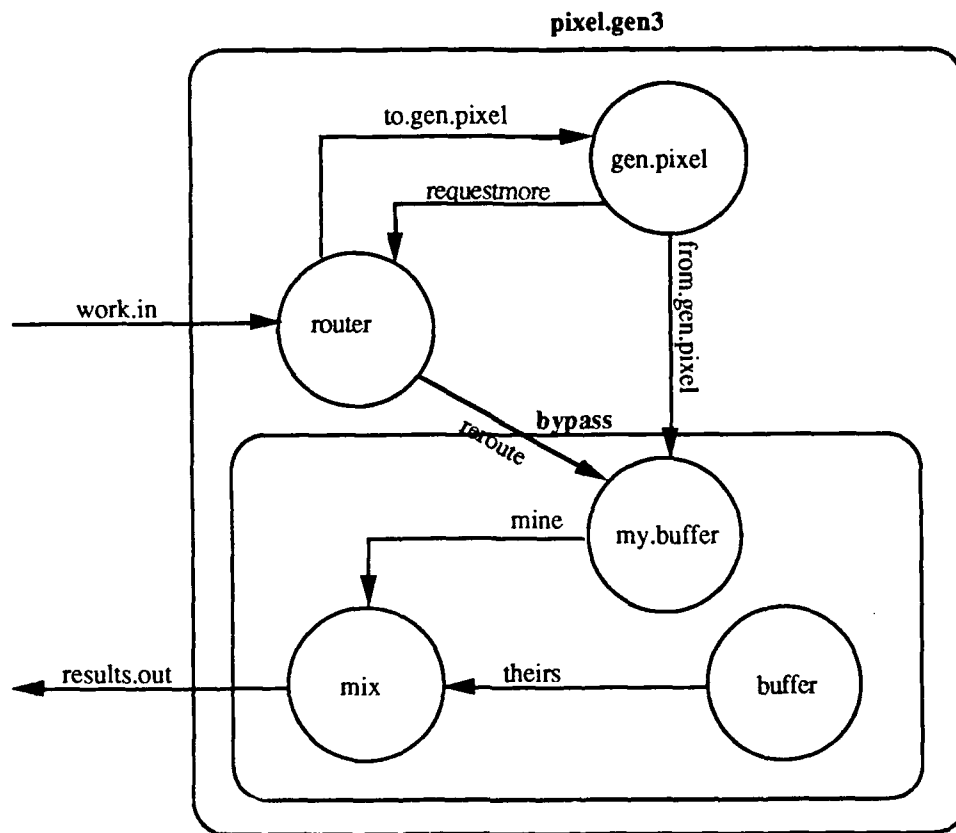 pixel.gen3
to.gen.pixel
gen.pixel
requestmore
from.gen.pixel
work.in
router
bypass
reroute
mine
my.buffer
results.out
mix
theirs
buffer